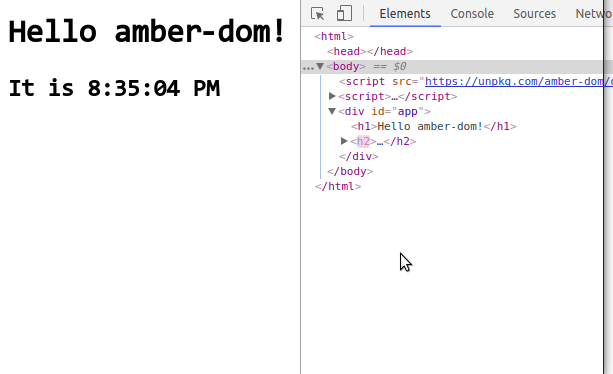 Hello amber-dom!
It is 8:35:04 PM
Elements Console Sources
<html>
<head></head>
…▼<body> == $0
<script src="https://unpkg.com/amber-dom/
▶<script>…</script>
▼<div id="app">
<h1>Hello amber-dom!</h1>
▶<h2>…</h2>
</div>
</body>
</html>